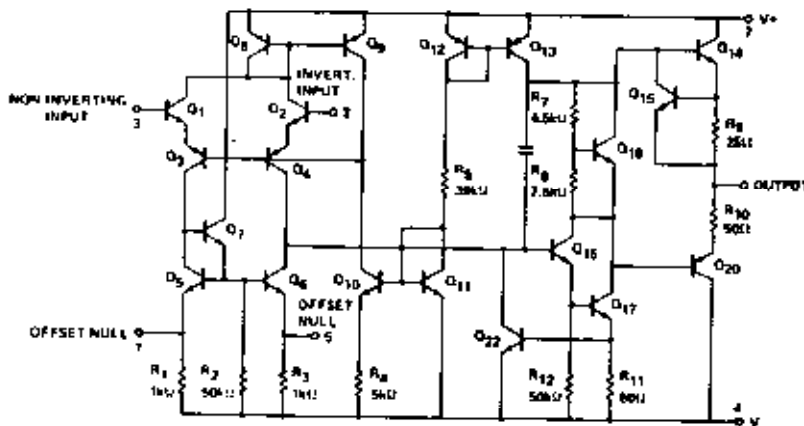 V+
7
Q8
Q9
Q12
Q13
Q14
INVERT.
INPUT
NON INVERTING
INPUT
3
Q1
Q2
2
R7
4.5kΩ
Q15
Q3
Q4
Q18
R9
25Ω
R5
39kΩ
R8
7.5kΩ
OUTPUT
R10
50Ω
Q7
Q16
Q20
Q5
Q6
Q10
Q11
Q17
OFFSET
NULL
5
OFFSET NULL
1
Q22
R1
1kΩ
R2
50kΩ
R3
1kΩ
R4
5kΩ
R12
50kΩ
R11
4
V